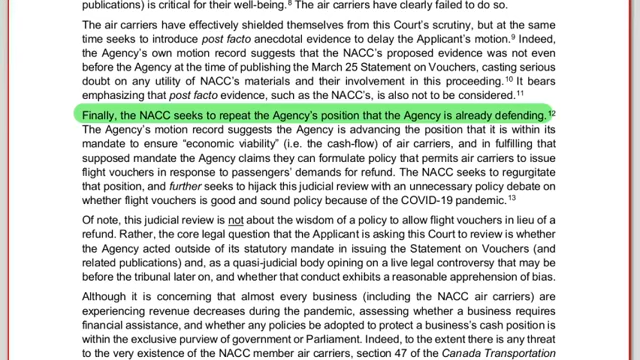 publications) is critical for their well-being.8 The air carriers have clearly failed to do so.
The air carriers have effectively shielded themselves from this Court's scrutiny, but at the same
time seeks to introduce post facto anecdotal evidence to delay the Applicant's motion.9 Indeed,
the Agency's own motion record suggests that the NACC's proposed evidence was not even
before the Agency at the time of publishing the March 25 Statement on Vouchers, casting serious
doubt on any utility of NACC's materials and their involvement in this proceeding.10 It bears
emphasizing that post facto evidence, such as the NACC's, is also not to be considered.11
Finally, the NACC seeks to repeat the Agency's position that the Agency is already defending.12
The Agency's motion record suggests the Agency is advancing the position that it is within its
mandate to ensure “economic viability” (i.e. the cash-flow) of air carriers, and in fulfilling that
supposed mandate the Agency claims they can formulate policy that permits air carriers to issue
flight vouchers in response to passengers' demands for refund. The NACC seeks to regurgitate
that position, and further seeks to hijack this judicial review with an unnecessary policy debate on
whether flight vouchers is good and sound policy because of the COVID-19 pandemic.13
Of note, this judicial review is not about the wisdom of a policy to allow flight vouchers in lieu of a
refund. Rather, the core legal question that the Applicant is asking this Court to review is whether
the Agency acted outside of its statutory mandate in issuing the Statement on Vouchers (and
related publications) and, as a quasi-judicial body opining on a live legal controversy that may be
before the tribunal later on, and whether that conduct exhibits a reasonable apprehension of bias.
Although it is concerning that almost every business (including the NACC air carriers) are
experiencing revenue decreases during the pandemic, assessing whether a business requires
financial assistance, and whether any policies be adopted to protect a business's cash position is
within the exclusive purview of government or Parliament. Indeed, to the extent there is any threat
to the very existence of the NACC member air carriers, section 47 of the Canada Transportation